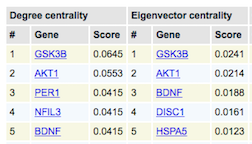 Degree centrality Eigenvector centrality
# Gene Score # Gene Score
1 GSK3B 0.0645 1 GSK3B 0.0241
2 AKT1 0.0553 2 AKT1 0.0214
3 PER1 0.0415 3 BDNF 0.0188
4 NFIL3 0.0415 4 DISC1 0.0161
5 BDNF 0.0415 5 HSPA5 0.0123